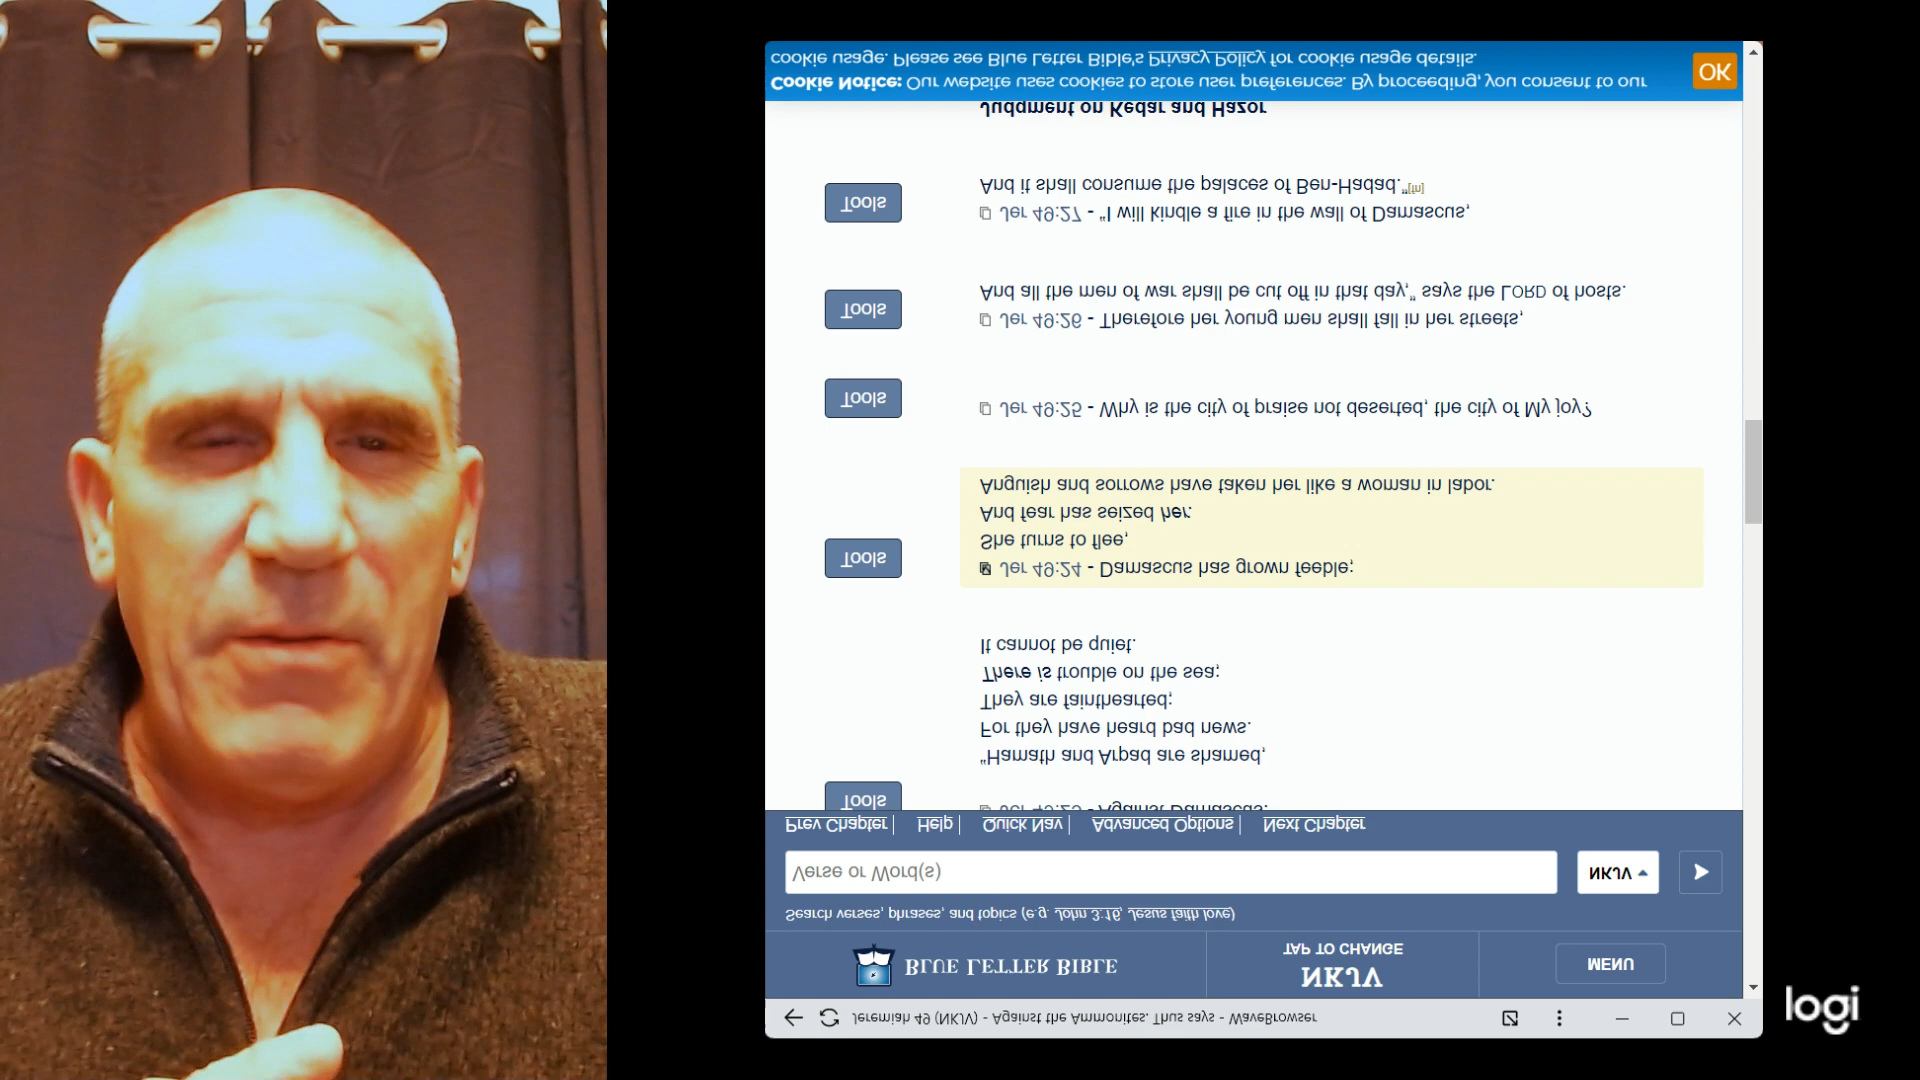 Jeremiah 49 (NKJV) - Against the Ammonites. Thus says - WaveBrowser
BLUE LETTER BIBLE
NKJV
TAP TO CHANGE
MENU
Search verses, phrases, and topics (e.g. John 3:16, Jesus faith love)
Verse or Word(s)
NKJV
Prev Chapter | Help | Quick Nav | Advanced Options | Next Chapter
Tools
Jer 49:23 - Against Damascus.
"Hamath and Arpad are shamed,
For they have heard bad news.
They are fainthearted;
There is trouble on the sea;
It cannot be quiet.
Tools
Jer 49:24 - Damascus has grown feeble;
She turns to flee,
And fear has seized her.
Anguish and sorrows have taken her like a woman in labor.
Tools
Jer 49:25 - Why is the city of praise not deserted, the city of My joy?
Tools
Jer 49:26 - Therefore her young men shall fall in her streets,
And all the men of war shall be cut off in that day," says the LORD of hosts.
Tools
Jer 49:27 - "I will kindle a fire in the wall of Damascus,
And it shall consume the palaces of Ben-Hadad."[fn]
Judgment on Kedar and Hazor
Cookie Notice: Our website uses cookies to store user preferences. By proceeding, you consent to our
cookie usage. Please see Blue Letter Bible's Privacy Policy for cookie usage details.
OK
logi